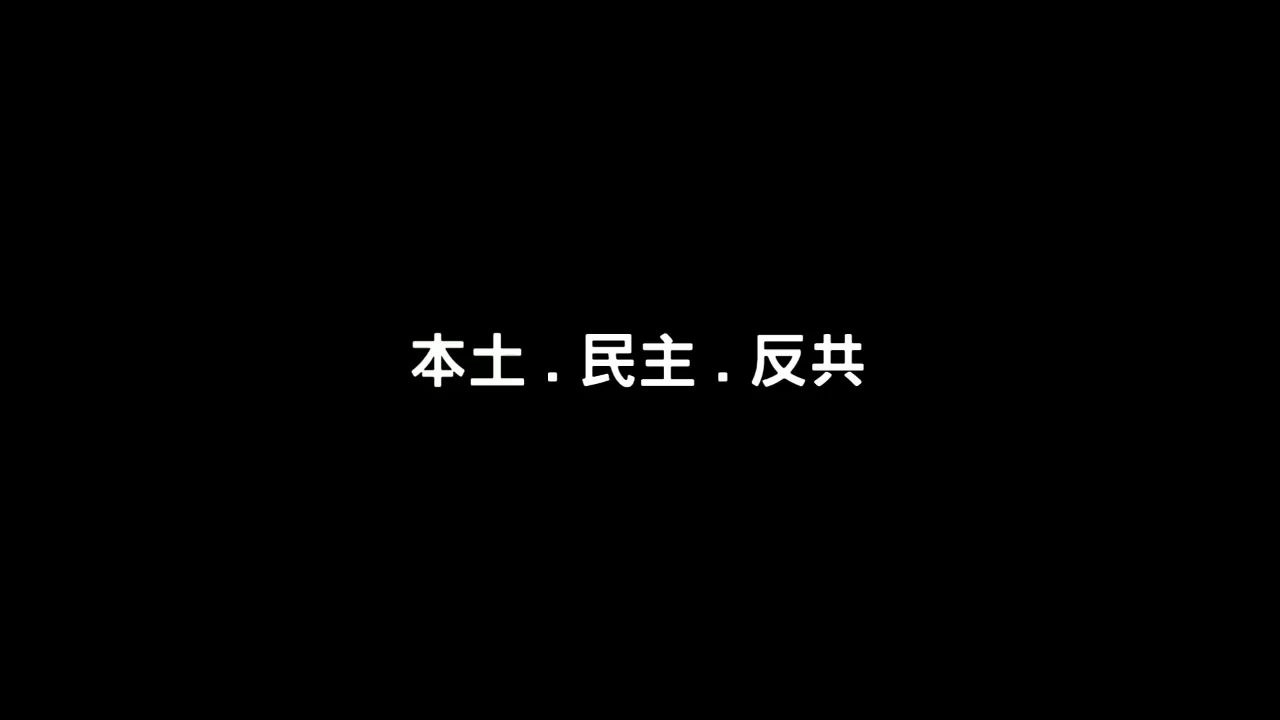 本土 . 民主 . 反共